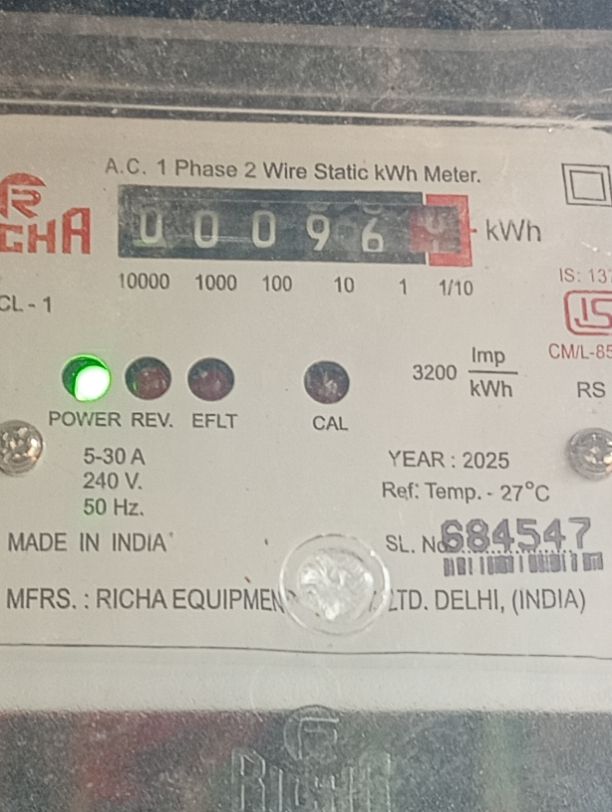 A.C. 1 Phase 2 Wire Static kWh Meter.
RICHA
0 0 0 9 6 kWh
10000 1000 100 10 1 1/10
CL - 1
IS: 13
CM/L-85
3200 Imp/kWh
RS
POWER REV. EFLT CAL
5-30 A
240 V.
50 Hz.
YEAR : 2025
Ref: Temp. - 27°C
MADE IN INDIA
SL. No. 684547
MFRS. : RICHA EQUIPMEN LTD. DELHI, (INDIA)
RICHA